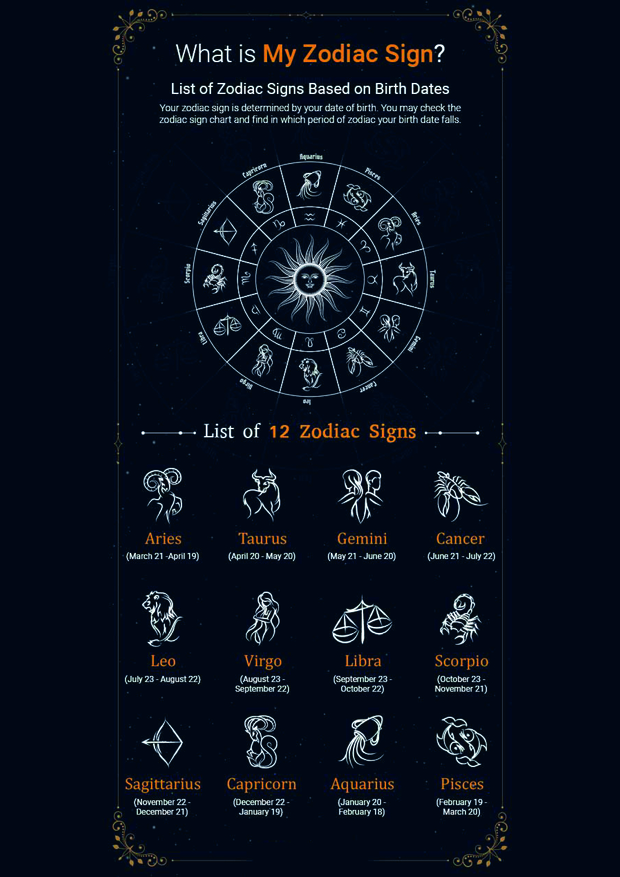 What is My Zodiac Sign?
List of Zodiac Signs Based on Birth Dates
Your zodiac sign is determined by your date of birth. You may check the
zodiac sign chart and find in which period of zodiac your birth date falls.
Aquarius
Pisces
Aries
Taurus
Gemini
Cancer
Leo
Virgo
Libra
Scorpio
Sagittarius
Capricorn
List of 12 Zodiac Signs
Aries
(March 21 -April 19)
Taurus
(April 20 - May 20)
Gemini
(May 21 - June 20)
Cancer
(June 21 - July 22)
Leo
(July 23 - August 22)
Virgo
(August 23 -
September 22)
Libra
(September 23 -
October 22)
Scorpio
(October 23 -
November 21)
Sagittarius
(November 22 -
December 21)
Capricorn
(December 22 -
January 19)
Aquarius
(January 20 -
February 18)
Pisces
(February 19 -
March 20)